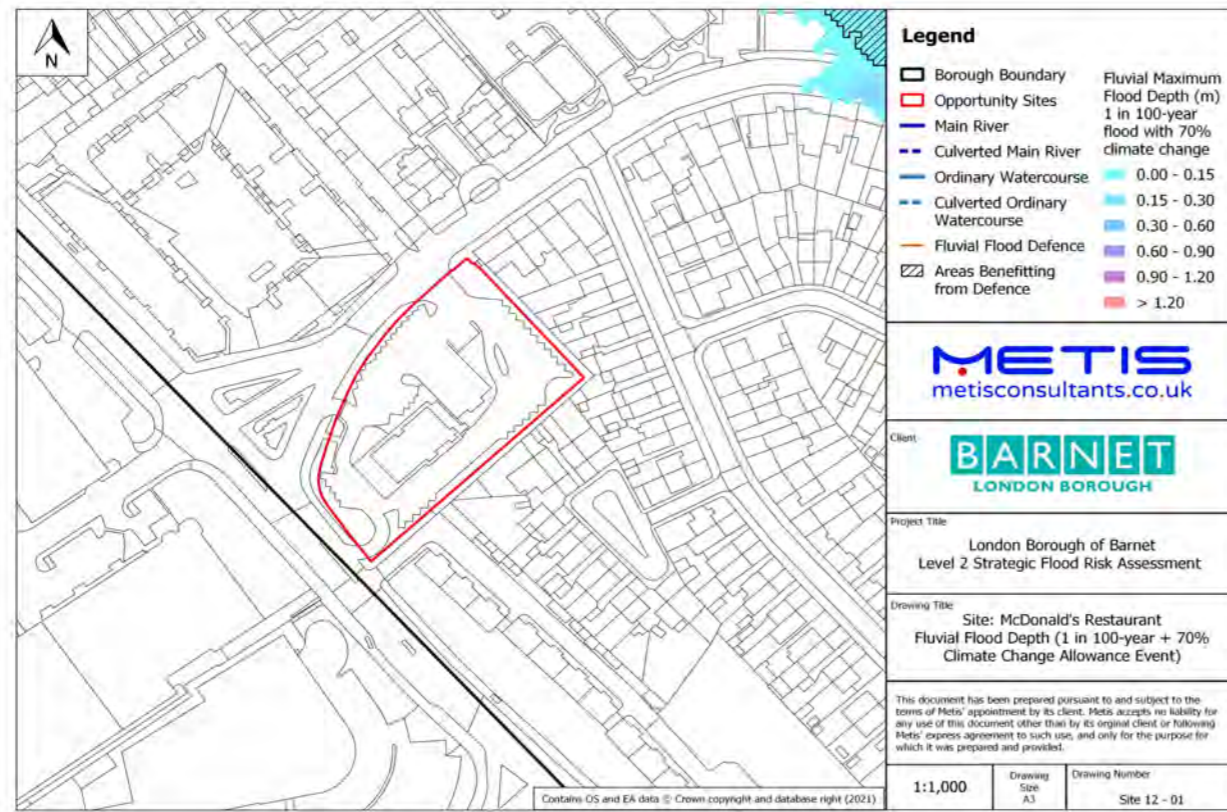 N
Legend
Borough Boundary
Opportunity Sites
Main River
Culverted Main River
Ordinary Watercourse
Culverted Ordinary
Watercourse
Fluvial Flood Defence
Areas Benefitting
from Defence
Fluvial Maximum
Flood Depth (m)
1 in 100-year
flood with 70%
climate change
0.00 - 0.15
0.15 - 0.30
0.30 - 0.60
0.60 - 0.90
0.90 - 1.20
> 1.20
METIS
metisconsultants.co.uk
Client
BARNET
LONDON BOROUGH
Project Title
London Borough of Barnet
Level 2 Strategic Flood Risk Assessment
Drawing Title
Site: McDonald's Restaurant
Fluvial Flood Depth (1 in 100-year + 70%
Climate Change Allowance Event)
This document has been prepared pursuant to and subject to the
terms of Metis' appointment by its client. Metis accepts no liability for
any use of this document other than by its orginal client or following
Metis' express agreement to such use, and only for the purpose for
which it was prepared and provided.
1:1,000
Drawing
Size
A3
Drawing Number
Site 12 - 01
Contains OS and EA data © Crown copyright and database right (2021)